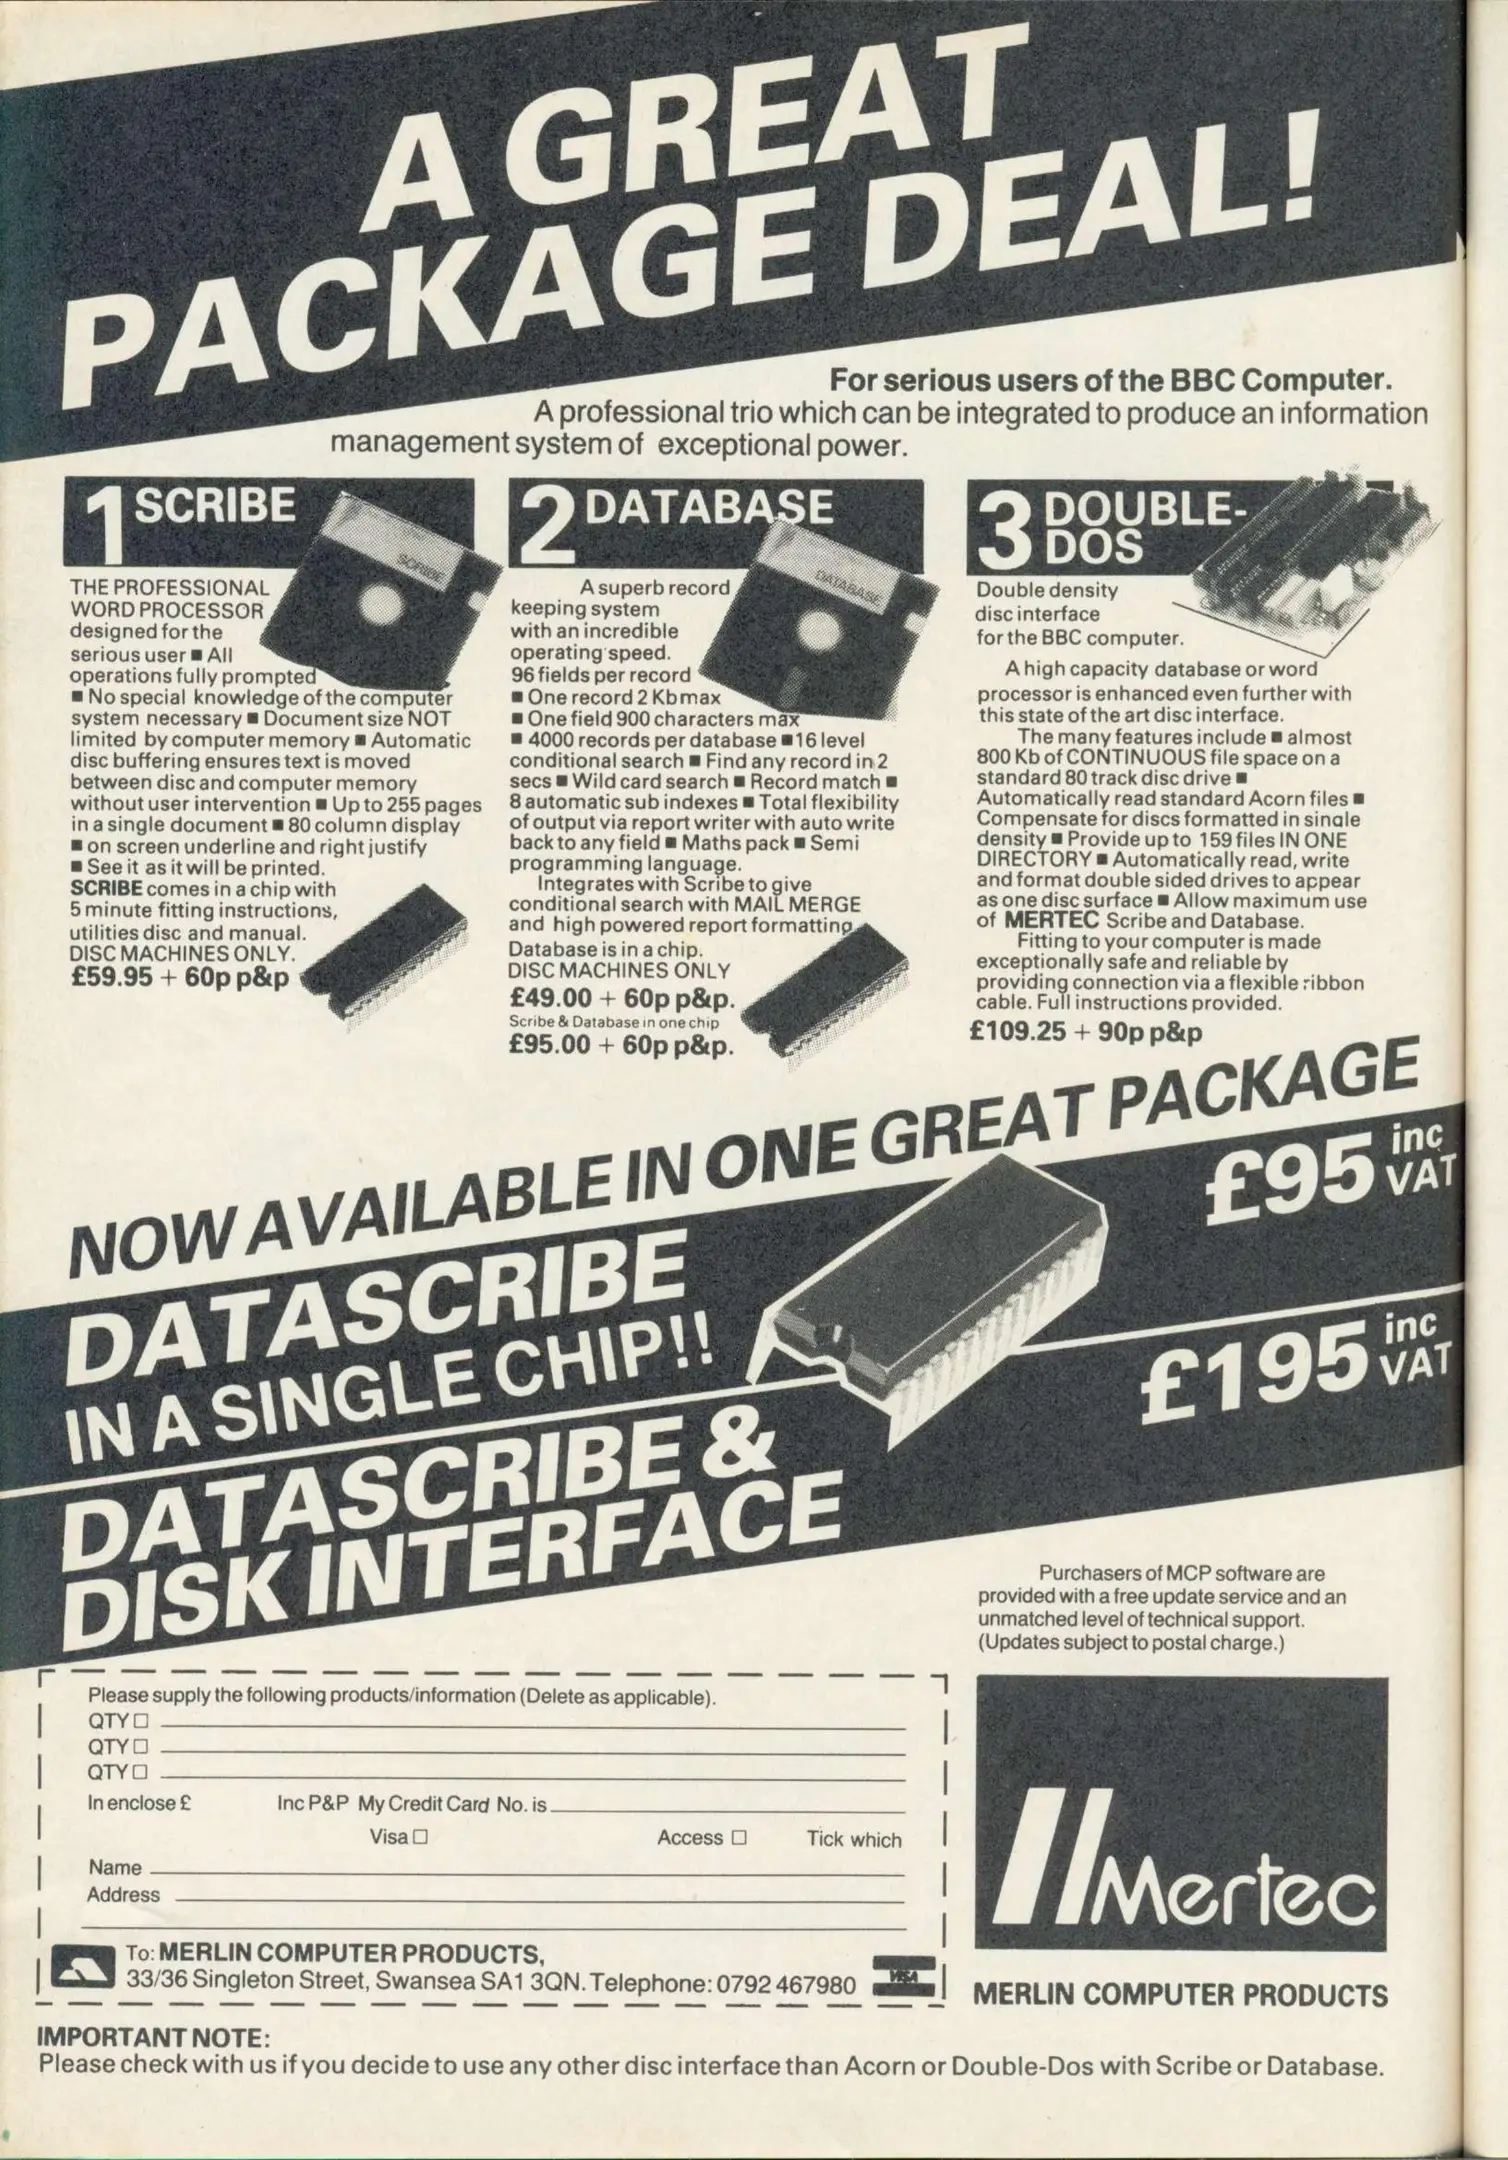 A GREAT
PACKAGE DEAL!
For serious users of the BBC Computer.
A professional trio which can be integrated to produce an information
management system of exceptional power.
1 SCRIBE
SCRIBE
THE PROFESSIONAL
WORD PROCESSOR
designed for the
serious user ■ All
operations fully prompted
■ No special knowledge of the computer
system necessary ■ Document size NOT
limited by computer memory ■ Automatic
disc buffering ensures text is moved
between disc and computer memory
without user intervention ■ Up to 255 pages
in a single document ■ 80 column display
■ on screen underline and right justify
■ See it as it will be printed.
SCRIBE comes in a chip with
5 minute fitting instructions,
utilities disc and manual.
DISC MACHINES ONLY.
£59.95 + 60p p&p
2 DATABASE
DATABASE
A superb record
keeping system
with an incredible
operating speed.
96 fields per record
■ One record 2 Kb max
■ One field 900 characters max
■ 4000 records per database ■ 16 level
conditional search ■ Find any record in 2
secs ■ Wild card search ■ Record match ■
8 automatic sub indexes ■ Total flexibility
of output via report writer with auto write
back to any field ■ Maths pack ■ Semi
programming language.
Integrates with Scribe to give
conditional search with MAIL MERGE
and high powered report formatting
Database is in a chip.
DISC MACHINES ONLY
£49.00 + 60p p&p.
Scribe & Database in one chip
£95.00 + 60p p&p.
3 DOUBLE-
DOS
Double density
disc interface
for the BBC computer.
A high capacity database or word
processor is enhanced even further with
this state of the art disc interface.
The many features include ■ almost
800 Kb of CONTINUOUS file space on a
standard 80 track disc drive ■
Automatically read standard Acorn files ■
Compensate for discs formatted in single
density ■ Provide up to 159 files IN ONE
DIRECTORY ■ Automatically read, write
and format double sided drives to appear
as one disc surface ■ Allow maximum use
of MERTEC Scribe and Database.
Fitting to your computer is made
exceptionally safe and reliable by
providing connection via a flexible ribbon
cable. Full instructions provided.
£109.25 + 90p p&p
NOW AVAILABLE IN ONE GREAT PACKAGE
DATASCRIBE
IN A SINGLE CHIP!!
£95 inc
VAT
DATASCRIBE &
DISK INTERFACE
£195 inc
VAT
Purchasers of MCP software are
provided with a free update service and an
unmatched level of technical support.
(Updates subject to postal charge.)
Please supply the following products/information (Delete as applicable).
QTY □
QTY □
QTY □
In enclose £ Inc P&P My Credit Card No. is
Visa □ Access □ Tick which
Name
Address
To: MERLIN COMPUTER PRODUCTS,
33/36 Singleton Street, Swansea SA1 3QN. Telephone: 0792 467980
VISA
Mertec
MERLIN COMPUTER PRODUCTS
IMPORTANT NOTE:
Please check with us if you decide to use any other disc interface than Acorn or Double-Dos with Scribe or Database.